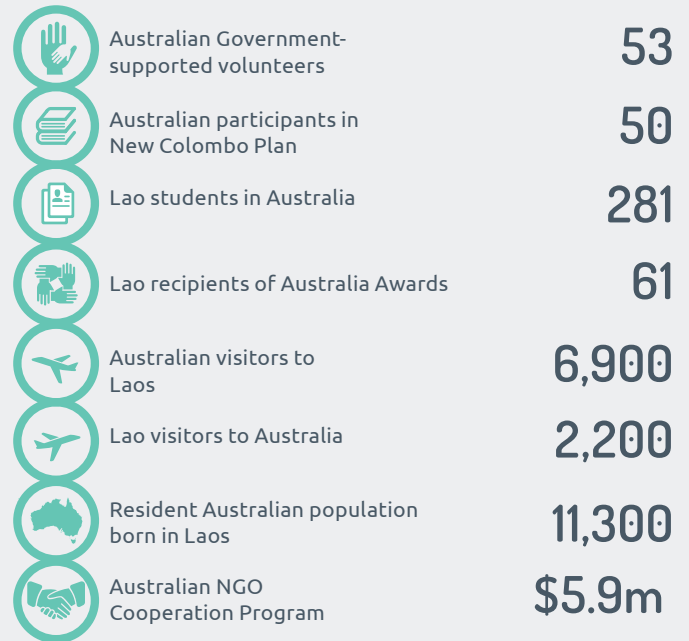 Australian Government-
supported volunteers
53
Australian participants in
New Colombo Plan
50
Lao students in Australia
281
Lao recipients of Australia Awards
61
Australian visitors to
Laos
6,900
Lao visitors to Australia
2,200
Resident Australian population
born in Laos
11,300
Australian NGO
Cooperation Program
$5.9m